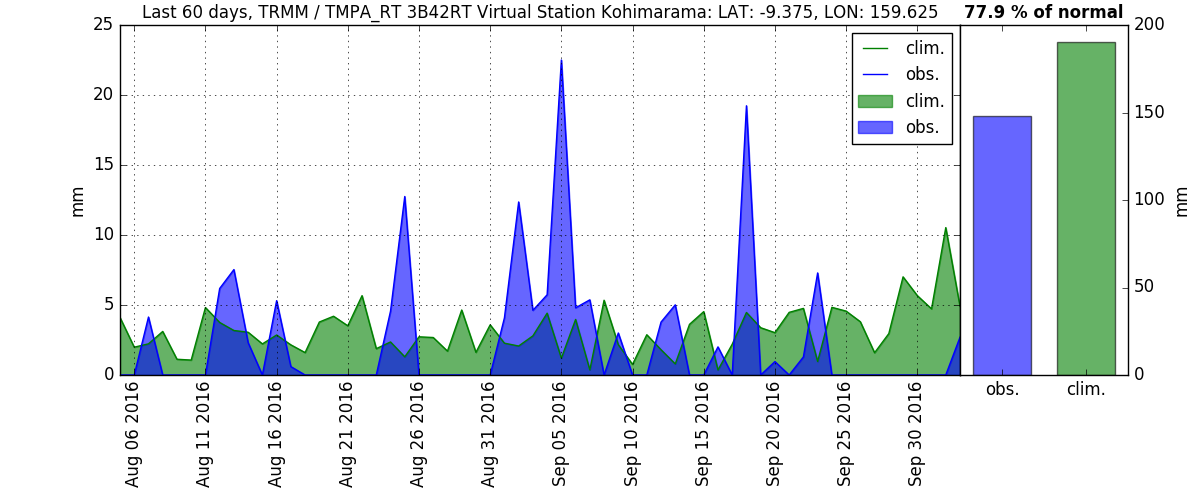 Last 60 days, TRMM / TMPA_RT 3B42RT Virtual Station Kohimarama: LAT: -9.375, LON: 159.625
77.9 % of normal
25
20
15
10
5
0
mm
clim.
obs.
clim.
obs.
200
150
100
50
0
mm
Aug 06 2016
Aug 11 2016
Aug 16 2016
Aug 21 2016
Aug 26 2016
Aug 31 2016
Sep 05 2016
Sep 10 2016
Sep 15 2016
Sep 20 2016
Sep 25 2016
Sep 30 2016
obs.
clim.